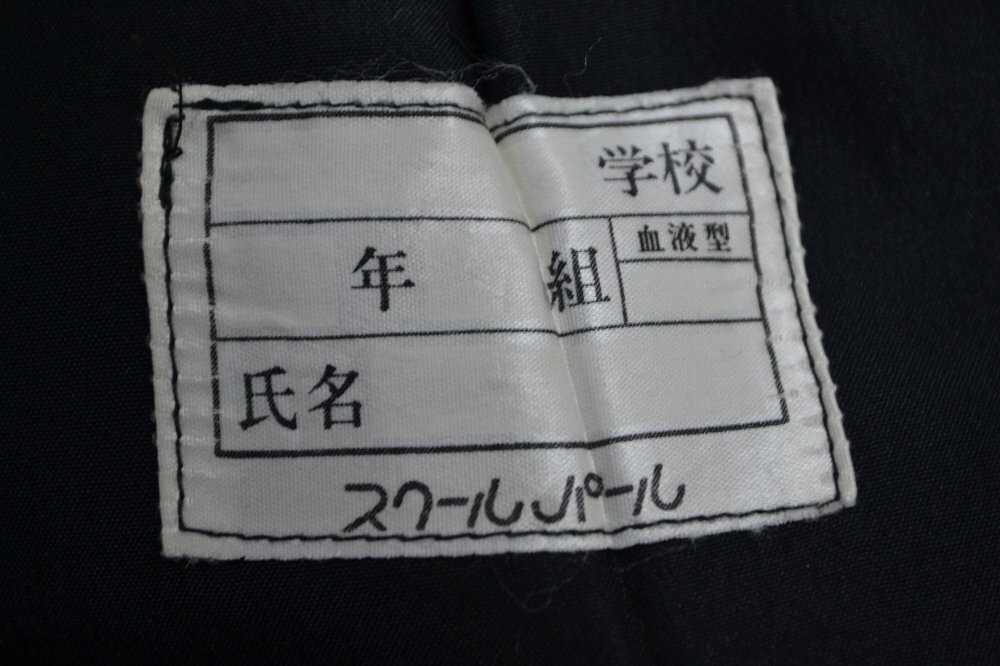 学校
年 組 血液型
氏名
スクールパール